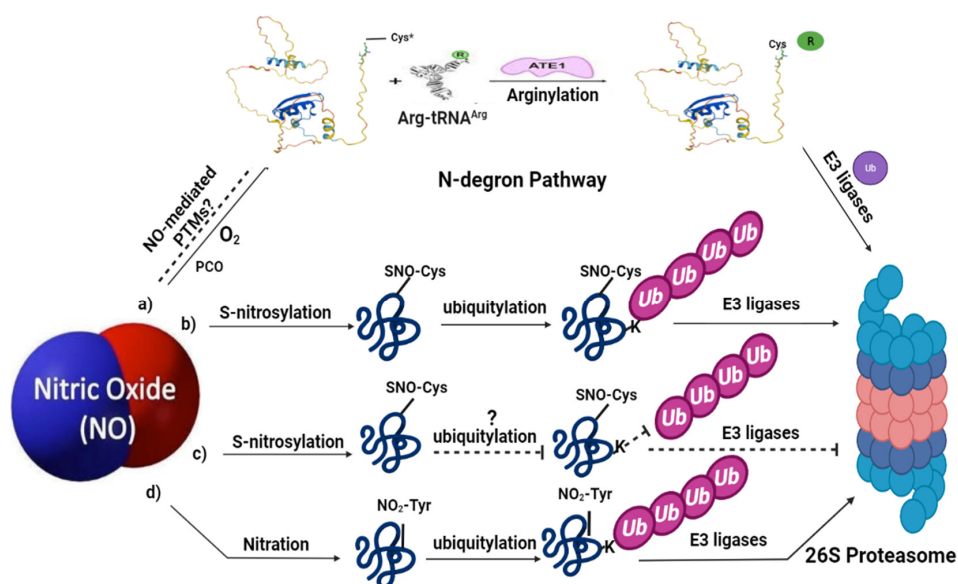 Cys*
R
+
ATE1
Arginylation
Arg-tRNAArg
Cys
R
N-degron Pathway
E3 ligases
Ub
NO-mediated
PTMs?
O2
PCO
a)
b)
S-nitrosylation
SNO-Cys
ubiquitylation
SNO-Cys
K
Ub
Ub
Ub
Ub
E3 ligases
Nitric Oxide
(NO)
c)
S-nitrosylation
SNO-Cys
?
ubiquitylation
SNO-Cys
K
Ub
Ub
Ub
Ub
E3 ligases
d)
Nitration
NO2-Tyr
ubiquitylation
NO2-Tyr
K
Ub
Ub
Ub
Ub
E3 ligases
26S Proteasome